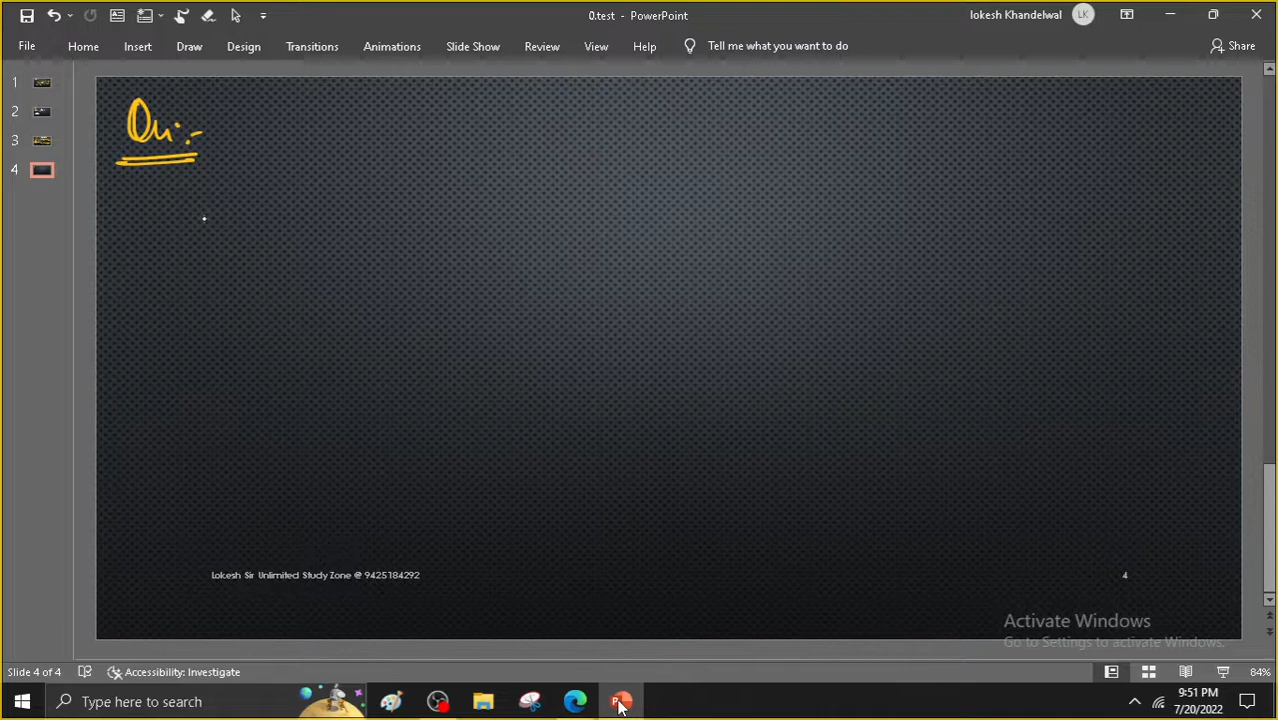 0.test - PowerPoint
lokesh Khandelwal LK
File Home Insert Draw Design Transitions Animations Slide Show Review View Help Tell me what you want to do Share
1
2
3
4
Lokesh Sir Unlimited Study Zone @ 9425184292
4
Activate Windows
Go to Settings to activate Windows.
Slide 4 of 4 Accessibility: Investigate 84%
Type here to search
9:51 PM
7/20/2022